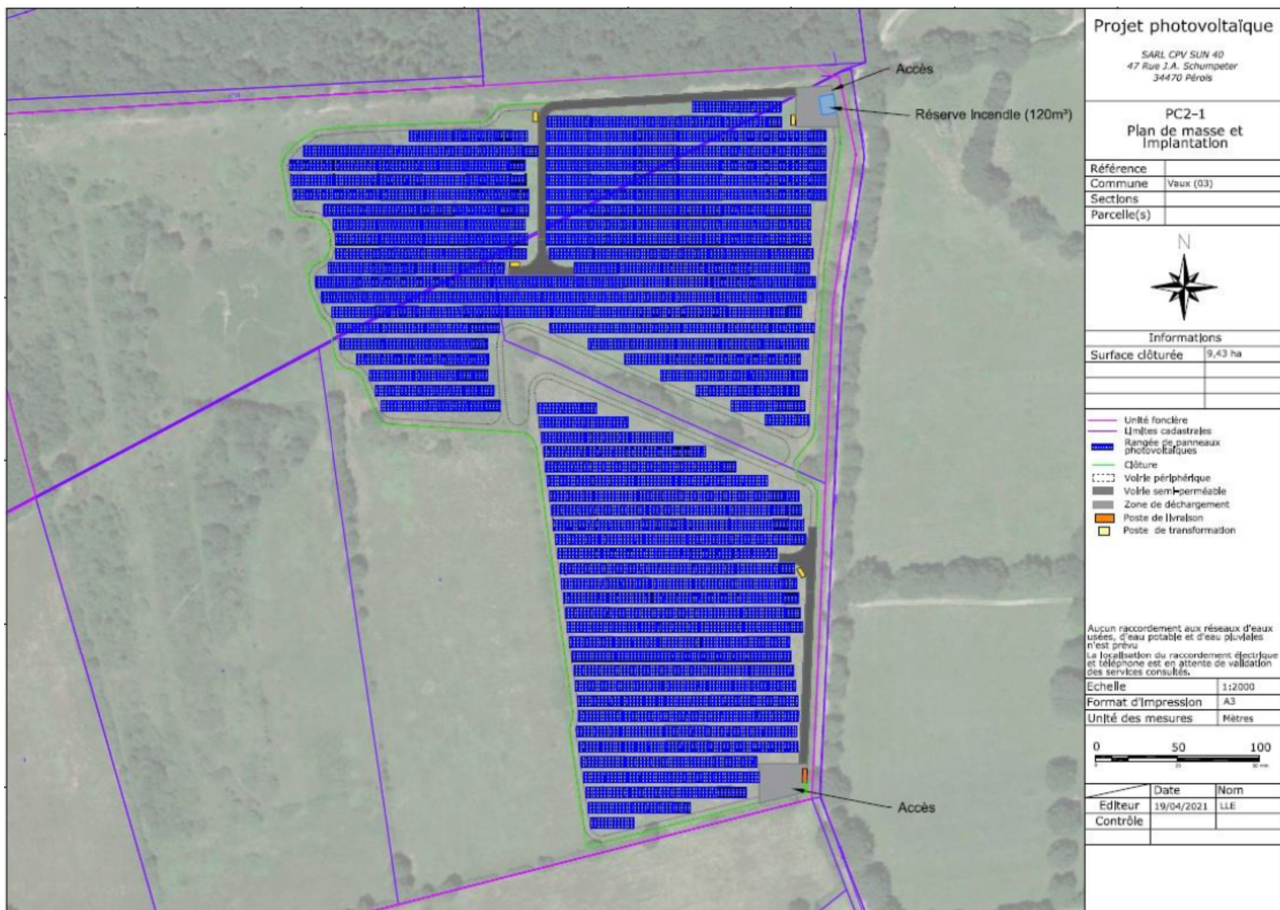 Projet photovoltaïque
SARL CPV SUN 40
47 Rue J.A. Schumpeter
34470 Pérols
PC2-1
Plan de masse et
Implantation
Référence
Commune Vaux (03)
Sections
Parcelle(s)
N
Informations
Surface clôturée 9,43 ha
Unité foncière
Limites cadastrales
Rangée de panneaux
photovoltaïques
Clôture
Voirie périphérique
Voirie semi-perméable
Zone de déchargement
Poste de livraison
Poste de transformation
Aucun raccordement aux réseaux d'eaux
usées, d'eau potable et d'eau pluviales
n'est prévu
La localisation du raccordement électrique
et téléphone est en attente de validation
des services consultés.
Echelle 1:2000
Format d'impression A3
Unité des mesures Mètres
0 50 100
Date Nom
Editeur 19/04/2021 LLE
Contrôle
Accès
Réserve Incendie (120m³)
Accès